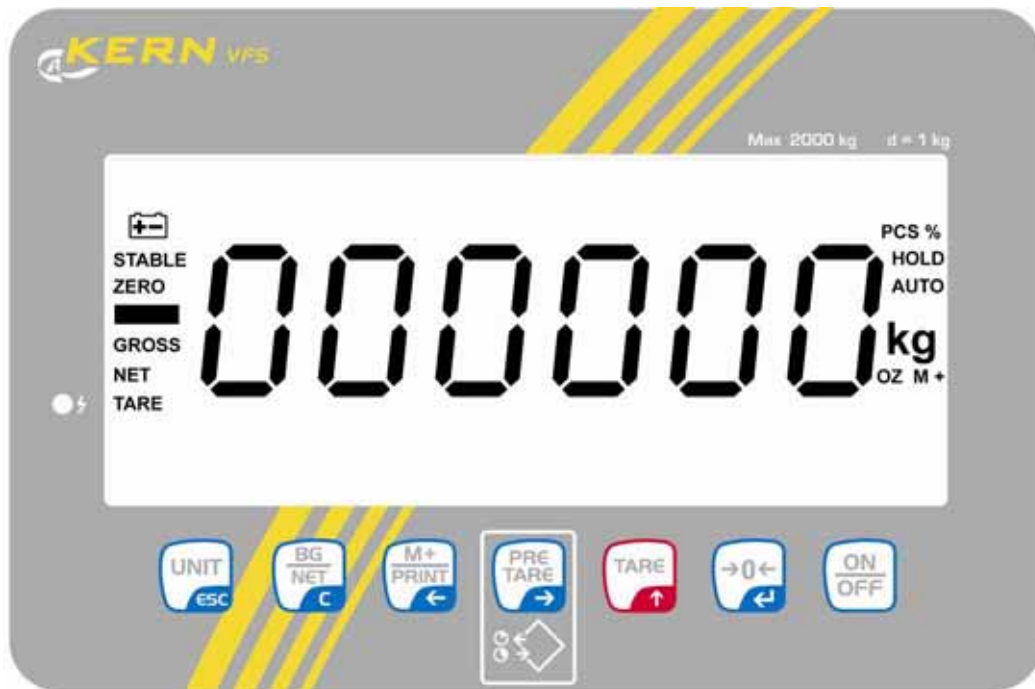 KERN VFS
Max 2000 kg d = 1 kg
STABLE
ZERO
GROSS
NET
TARE
000000
PCS %
HOLD
AUTO
kg
OZ M +
UNIT
ESC
BG
NET
C
M+
PRINT
←
PRE
TARE
→
TARE
↑
→0←
↵
ON
OFF